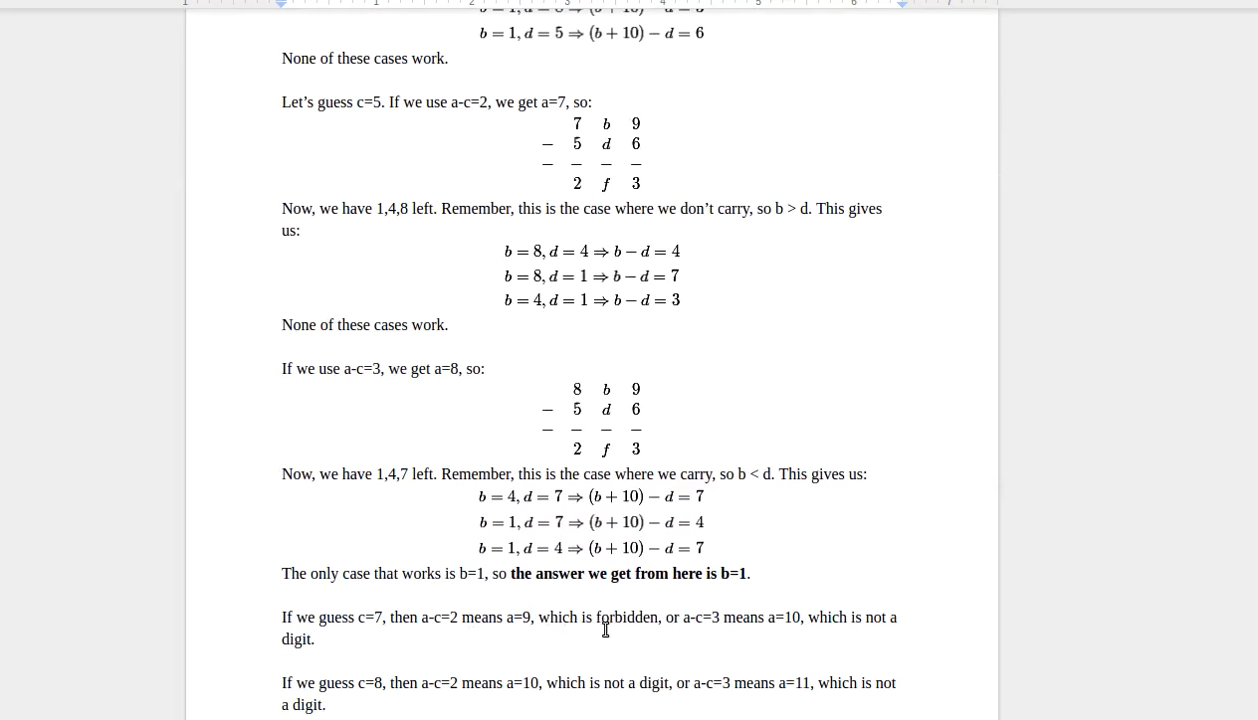 1 1 2 3 4 5 6 7
b = 1, d = 5 ⇒ (b + 10) − d = 6
None of these cases work.
Let’s guess c=5. If we use a-c=2, we get a=7, so:
7 b 9
− 5 d 6
− − − −
2 f 3
Now, we have 1,4,8 left. Remember, this is the case where we don’t carry, so b > d. This gives
us:
b = 8, d = 4 ⇒ b − d = 4
b = 8, d = 1 ⇒ b − d = 7
b = 4, d = 1 ⇒ b − d = 3
None of these cases work.
If we use a-c=3, we get a=8, so:
8 b 9
− 5 d 6
− − − −
2 f 3
Now, we have 1,4,7 left. Remember, this is the case where we carry, so b < d. This gives us:
b = 4, d = 7 ⇒ (b + 10) − d = 7
b = 1, d = 7 ⇒ (b + 10) − d = 4
b = 1, d = 4 ⇒ (b + 10) − d = 7
The only case that works is b=1, so the answer we get from here is b=1.
If we guess c=7, then a-c=2 means a=9, which is forbidden, or a-c=3 means a=10, which is not a
digit.
If we guess c=8, then a-c=2 means a=10, which is not a digit, or a-c=3 means a=11, which is not
a digit.